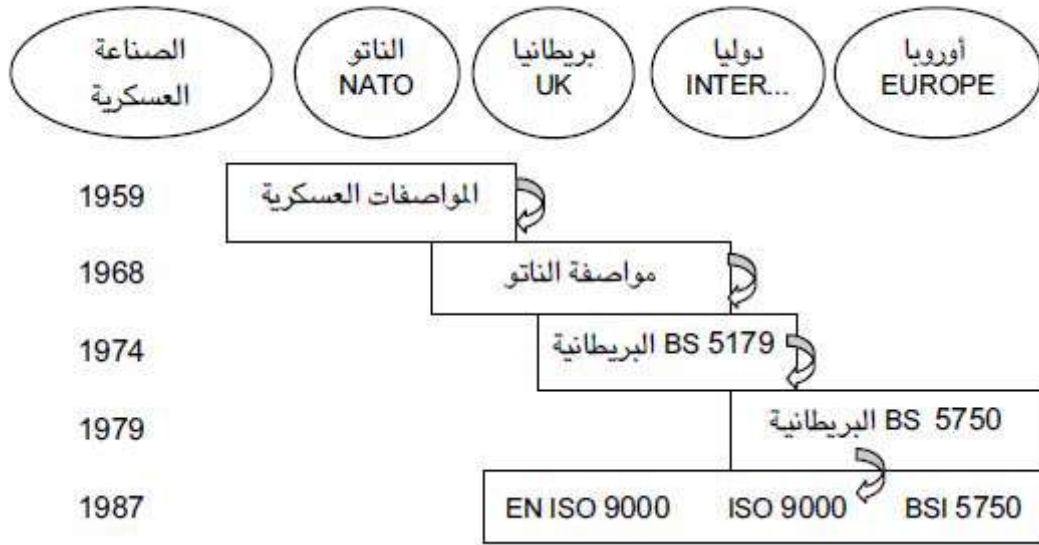 الصناعة
العسكرية
الناتو
NATO
بريطانيا
UK
دوليا
INTER...
أوروبا
EUROPE
1959
المواصفات العسكرية
1968
مواصفة الناتو
1974
BS 5179 البريطانية
1979
BS 5750 البريطانية
1987
EN ISO 9000 ISO 9000 BSI 5750